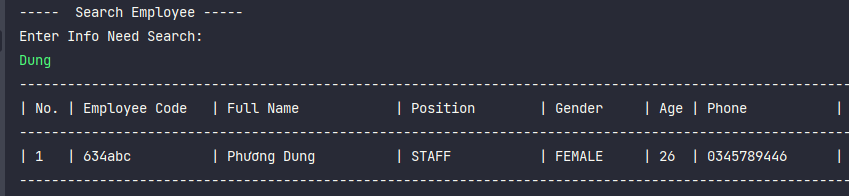 ----- Search Employee -----
Enter Info Need Search:
Dung
--------------------------------------------------------------------------------------------------------
| No. | Employee Code | Full Name | Position | Gender | Age | Phone |
--------------------------------------------------------------------------------------------------------
| 1 | 634abc | Phương Dung | STAFF | FEMALE | 26 | 0345789446 |
--------------------------------------------------------------------------------------------------------